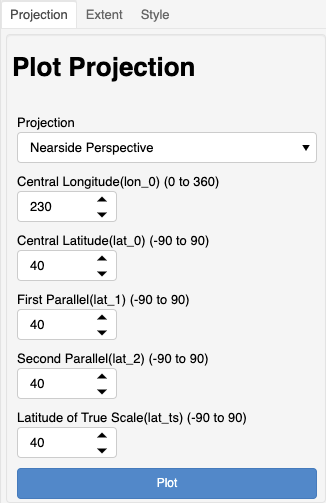 Projection Extent Style
Plot Projection
Projection
Nearside Perspective
Central Longitude(lon_0) (0 to 360)
230
Central Latitude(lat_0) (-90 to 90)
40
First Parallel(lat_1) (-90 to 90)
40
Second Parallel(lat_2) (-90 to 90)
40
Latitude of True Scale(lat_ts) (-90 to 90)
40
Plot